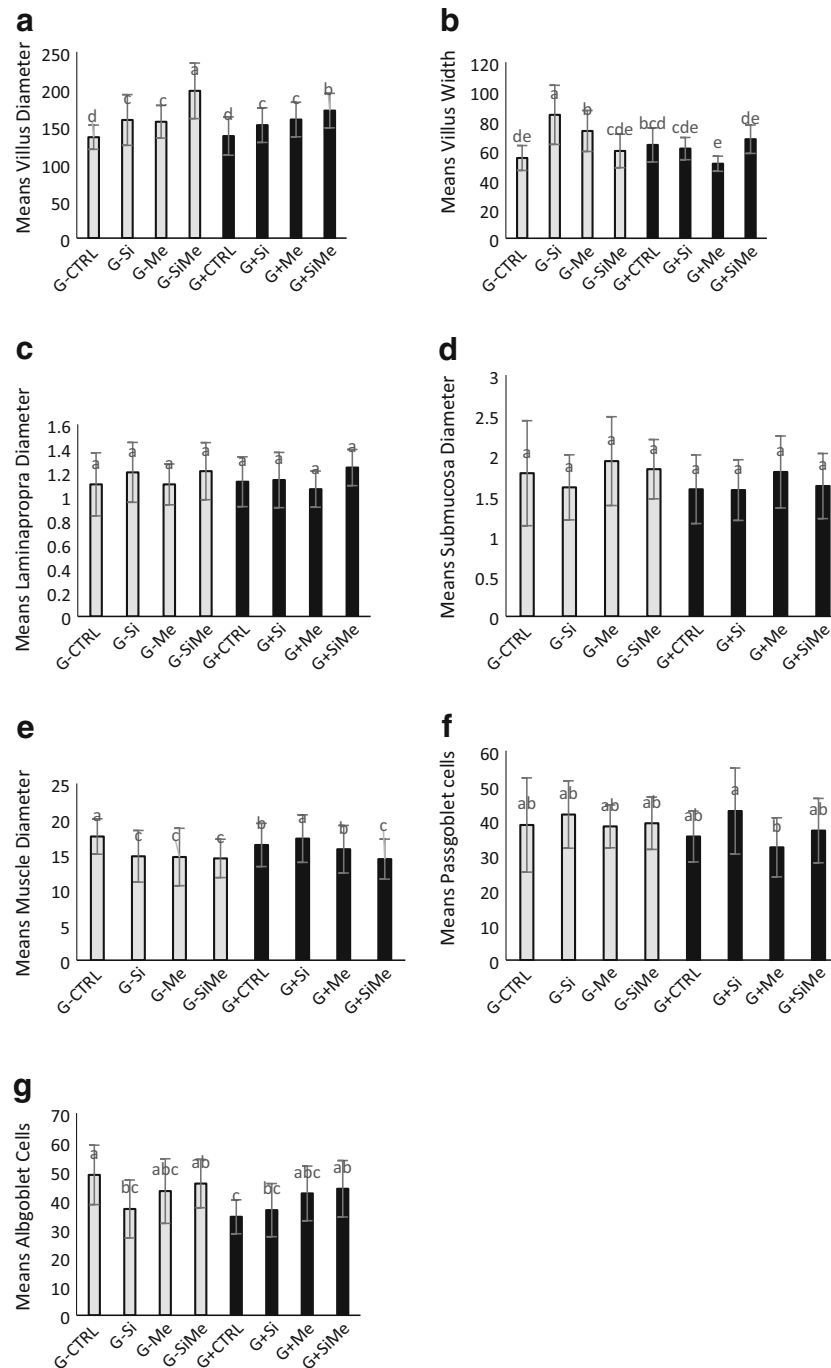 a
Means Villus Diameter
250
200
150
100
50
0
d
c
c
a
d
c
c
b
G-CTRL
G-Si
G-Me
G-SiMe
G+CTRL
G+Si
G+Me
G+SiMe
b
Means Villus Width
120
100
80
60
40
20
0
de
a
b
cde
bcd
cde
e
de
G-CTRL
G-Si
G-Me
G-SiMe
G+CTRL
G+Si
G+Me
G+SiMe
c
Means Laminapropra Diameter
1.6
1.4
1.2
1
0.8
0.6
0.4
0.2
0
a
a
a
a
a
a
a
a
G-CTRL
G-Si
G-Me
G-SiMe
G+CTRL
G+Si
G+Me
G+SiMe
d
Means Submucosa Diameter
3
2.5
2
1.5
1
0.5
0
a
a
a
a
a
a
a
a
G-CTRL
G-Si
G-Me
G-SiMe
G+CTRL
G+Si
G+Me
G+SiMe
e
Means Muscle Diameter
25
20
15
10
5
0
a
c
c
c
b
a
b
c
G-CTRL
G-Si
G-Me
G-SiMe
G+CTRL
G+Si
G+Me
G+SiMe
f
Means Passgoblet cells
60
50
40
30
20
10
0
ab
ab
ab
ab
ab
a
b
ab
G-CTRL
G-Si
G-Me
G-SiMe
G+CTRL
G+Si
G+Me
G+SiMe
g
Means Albgoblet Cells
70
60
50
40
30
20
10
0
a
bc
abc
ab
c
bc
abc
ab
G-CTRL
G-Si
G-Me
G-SiMe
G+CTRL
G+Si
G+Me
G+SiMe